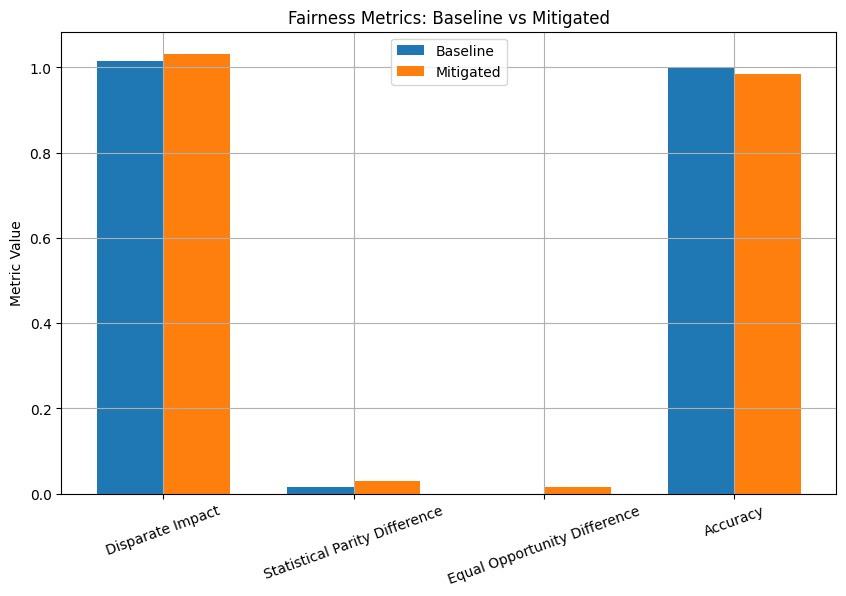 Fairness Metrics: Baseline vs Mitigated
Baseline
Mitigated
Metric Value
1.0
0.8
0.6
0.4
0.2
0.0
Disparate Impact
Statistical Parity Difference
Equal Opportunity Difference
Accuracy